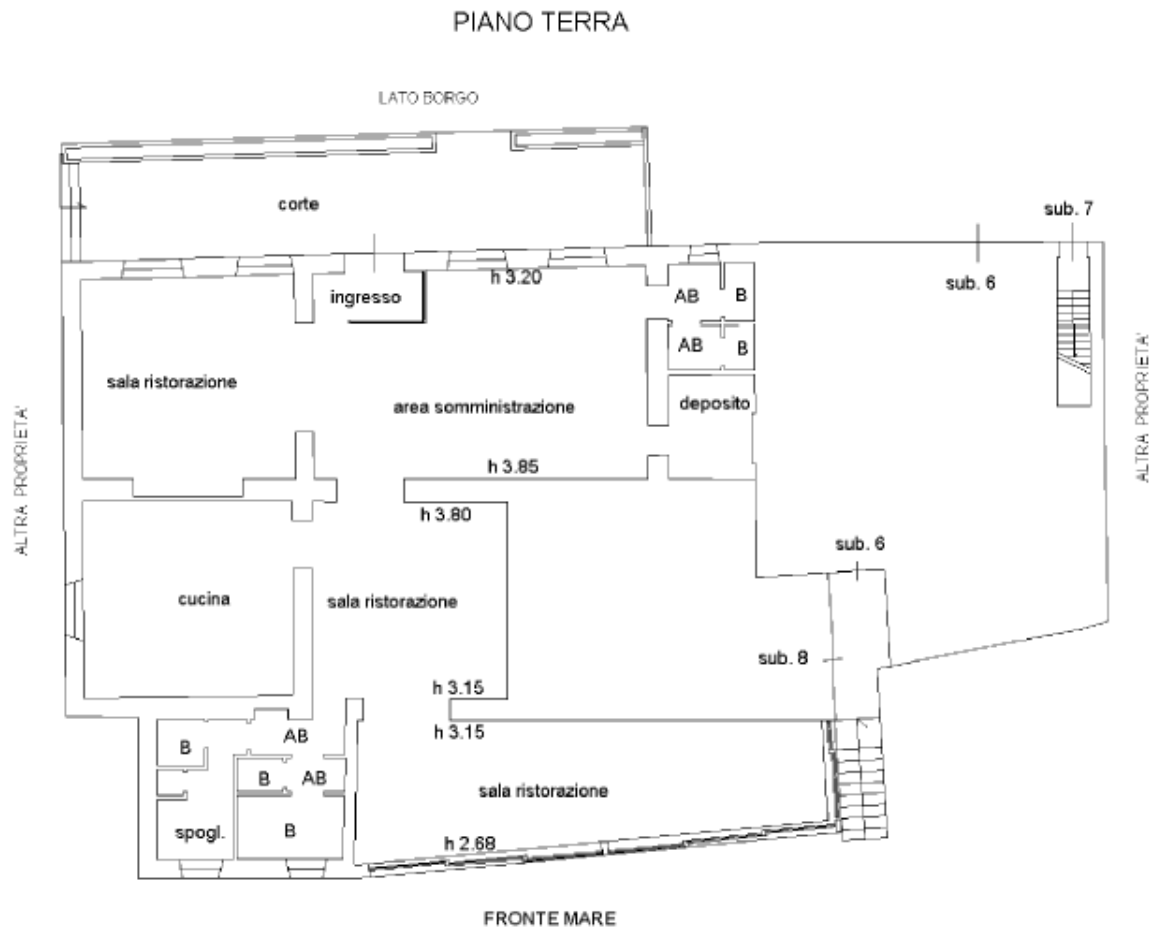 PIANO TERRA
LATO BORGO
corte
sub. 7
sub. 6
ingresso
h 3.20
AB
B
AB
B
sala ristorazione
area somministrazione
deposito
ALTRA PROPRIETA'
ALTRA PROPRIETA'
h 3.85
h 3.80
sub. 6
cucina
sala ristorazione
sub. 8
h 3.15
h 3.15
AB
B
B
AB
sala ristorazione
spogl.
B
h 2.68
FRONTE MARE